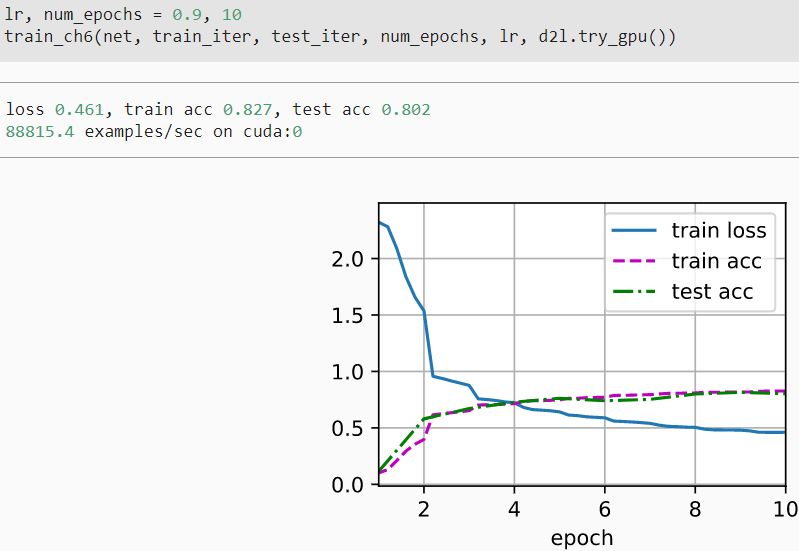 lr, num_epochs = 0.9, 10
train_ch6(net, train_iter, test_iter, num_epochs, lr, d2l.try_gpu())
loss 0.461, train acc 0.827, test acc 0.802
88815.4 examples/sec on cuda:0
train loss
train acc
test acc
2.0
1.5
1.0
0.5
0.0
2 4 6 8 10
epoch